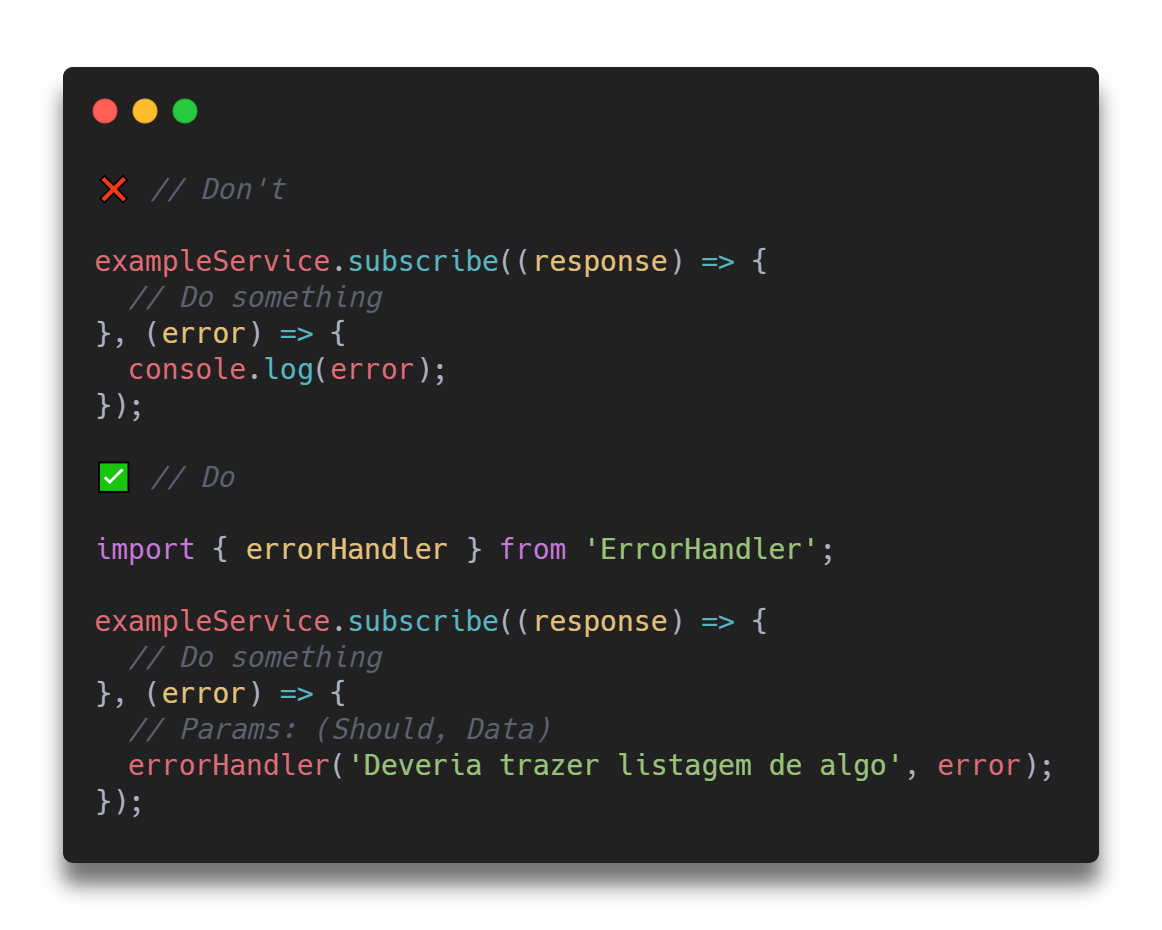 ❌ // Don't
exampleService.subscribe((response) => {
  // Do something
}, (error) => {
  console.log(error);
});
✅ // Do
import { errorHandler } from 'ErrorHandler';
exampleService.subscribe((response) => {
  // Do something
}, (error) => {
  // Params: (Should, Data)
  errorHandler('Deveria trazer listagem de algo', error);
});